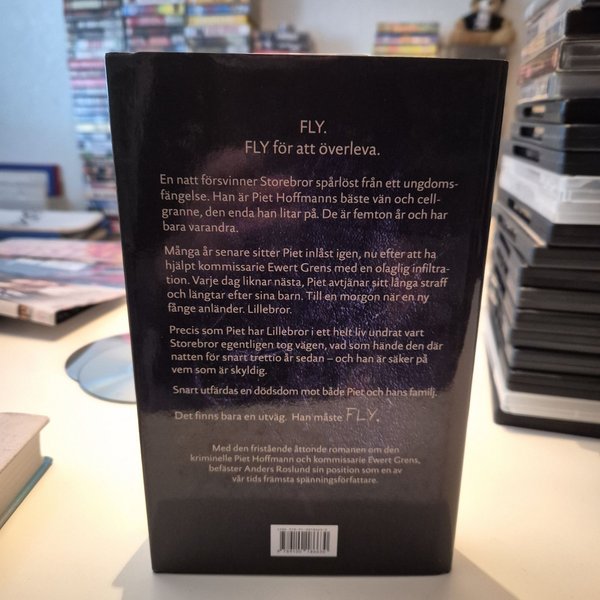 FLY.
FLY för att överleva.
En natt försvinner Storebror spårlöst från ett ungdoms-
fängelse. Han är Piet Hoffmanns bäste vän och cell-
granne, den enda han litar på. De är femton år och har
bara varandra.
Många år senare sitter Piet inlåst igen, nu efter att ha
hjälpt kommissarie Ewert Grens med en olaglig infiltra-
tion. Varje dag liknar nästa, Piet avtjänar sitt långa straff
och längtar efter sina barn. Till en morgon när en ny
fånge anländer. Lillebror.
Precis som Piet har Lillebror i ett helt liv undrat vart
Storebror egentligen tog vägen, vad som hände den där
natten för snart trettio år sedan – och han är säker på
vem som är skyldig.
Snart utfärdas en dödsdom mot både Piet och hans familj.
Det finns bara en utväg. Han måste FLY.
Med den fristående åttonde romanen om den
kriminelle Piet Hoffmann och kommissarie Ewert Grens,
befäster Anders Roslund sin position som en av
vår tids främsta spänningsförfattare.